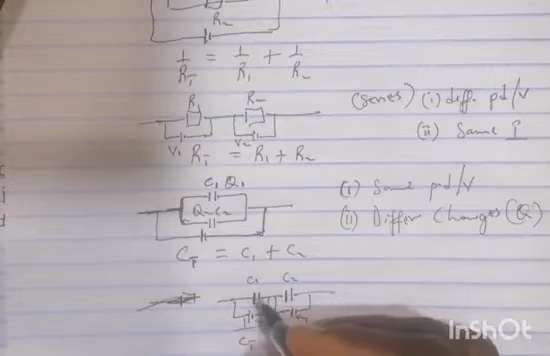 R₂
1/R_T = 1/R₁ + 1/R₂
R₁ R₂ (series) (i) diff. pd/V
V₁ V₂ (ii) Same I
R_T = R₁ + R₂
C₁ Q₁ (i) Same pd/V
Q₂ C₂ (ii) Differ Charges (Q)
C_T = C₁ + C₂
C₁ C₂
C_T
InShOt